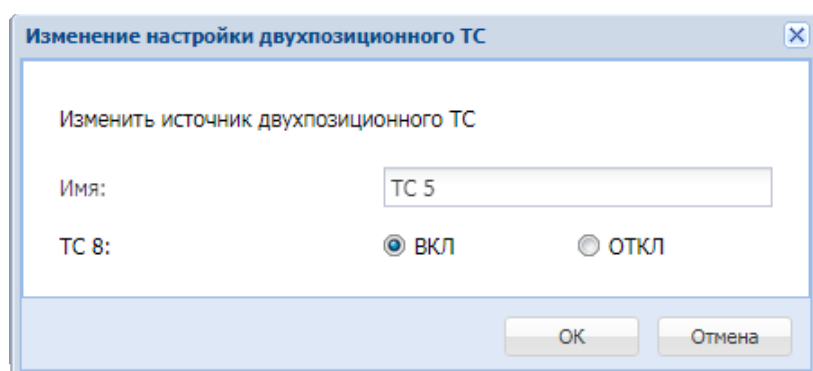 Изменение настройки двухпозиционного ТС
Изменить источник двухпозиционного ТС
Имя: ТС 5
ТС 8: ВКЛ ОТКЛ
ОК Отмена